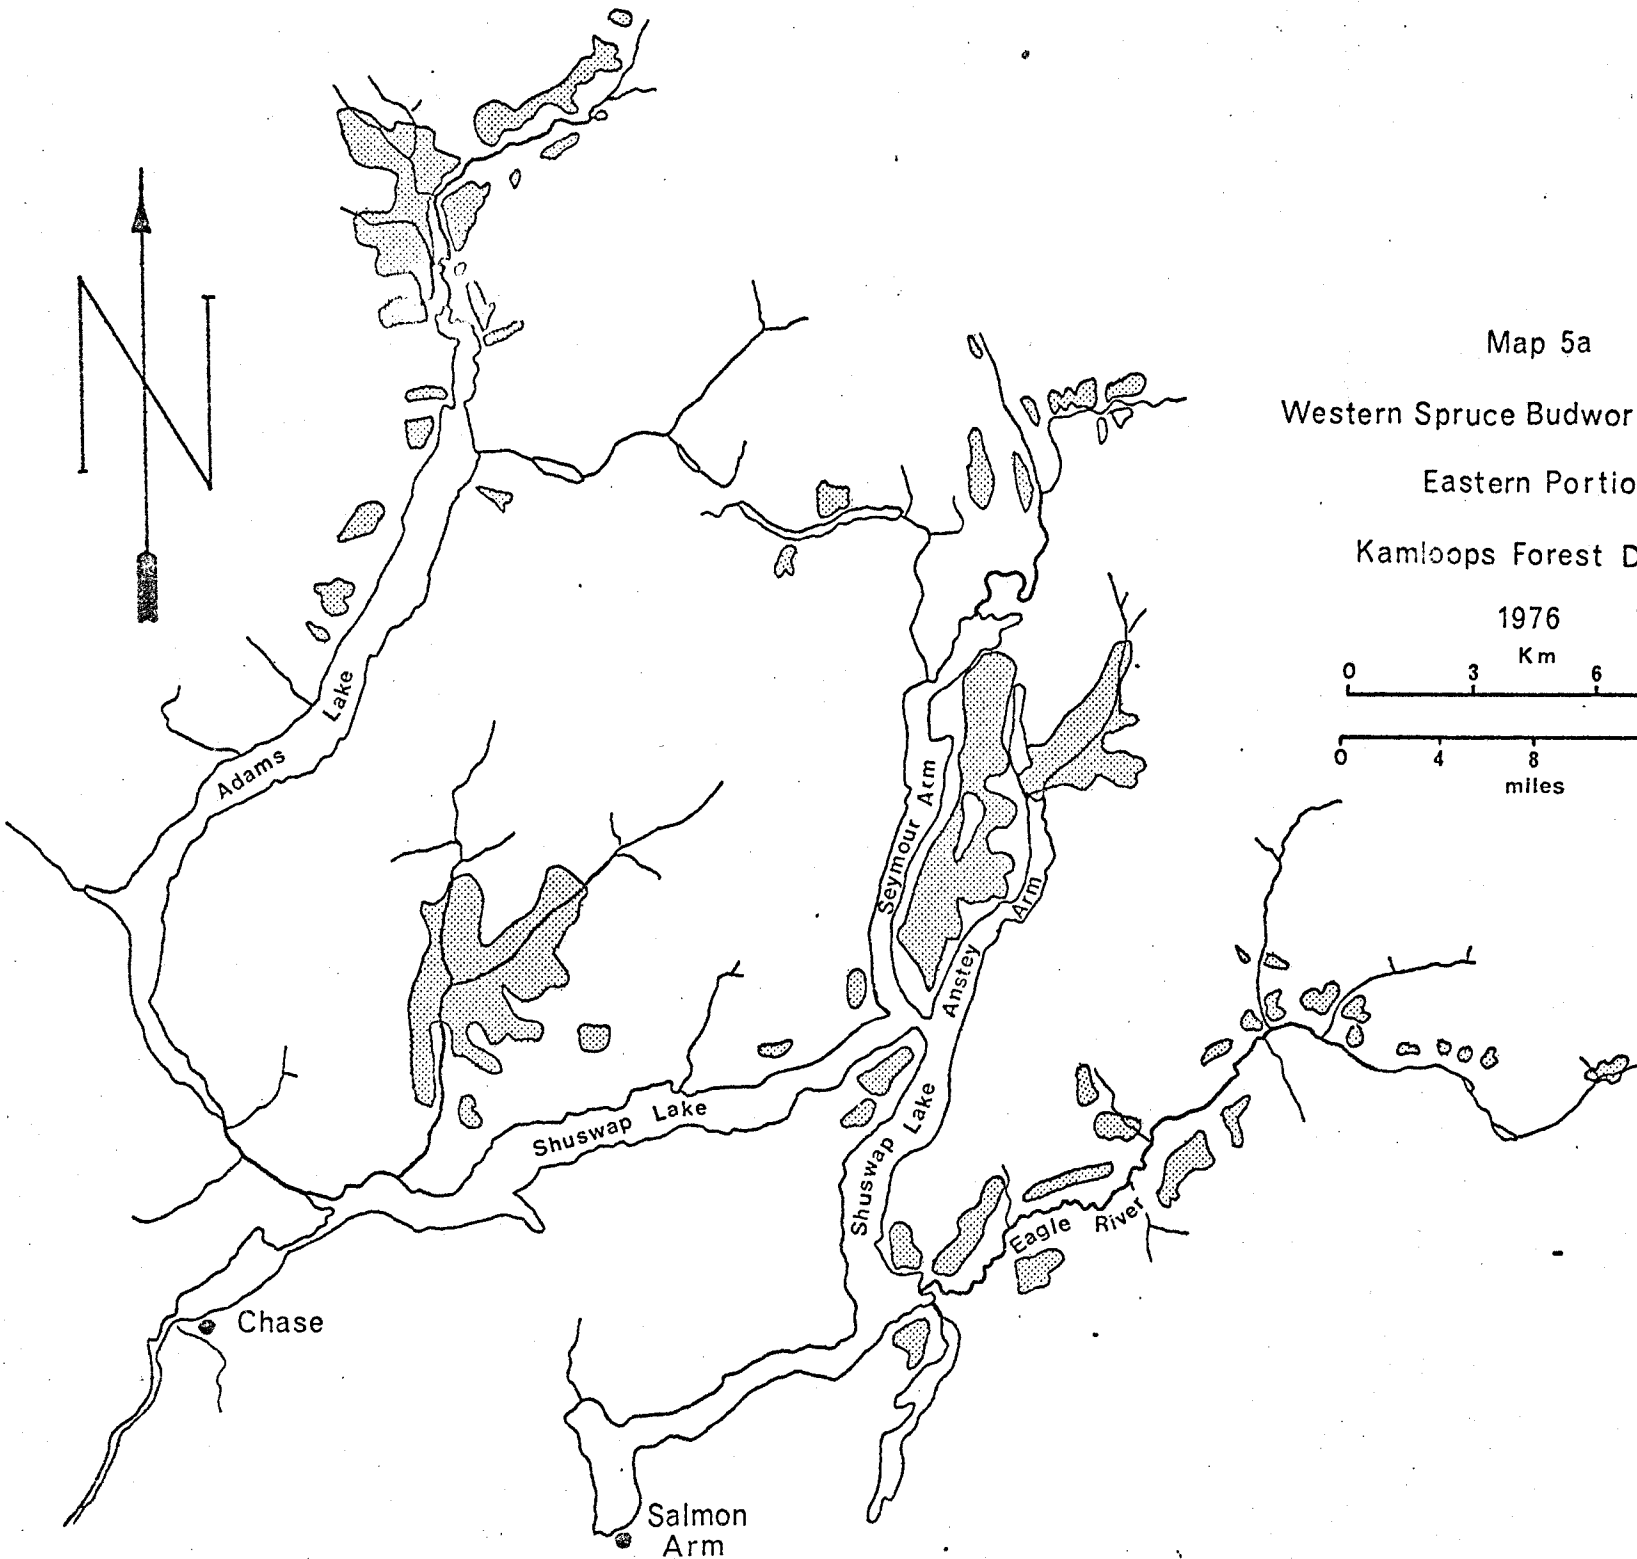 N
Map 5a
Western Spruce Budwor
Eastern Portio
Kamloops Forest D
1976
Km
0 3 6
0 4 8
miles
Adams Lake
Seymour Arm
Anstey Arm
Shuswap Lake
Shuswap Lake
Eagle River
Chase
Salmon
Arm